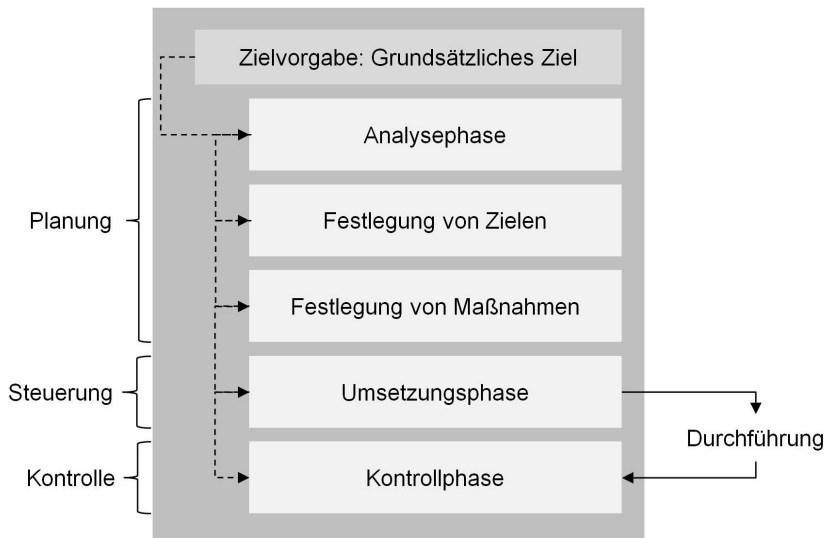 Zielvorgabe: Grundsätzliches Ziel
Analysephase
Planung
Festlegung von Zielen
Festlegung von Maßnahmen
Steuerung
Umsetzungsphase
Durchführung
Kontrolle
Kontrollphase